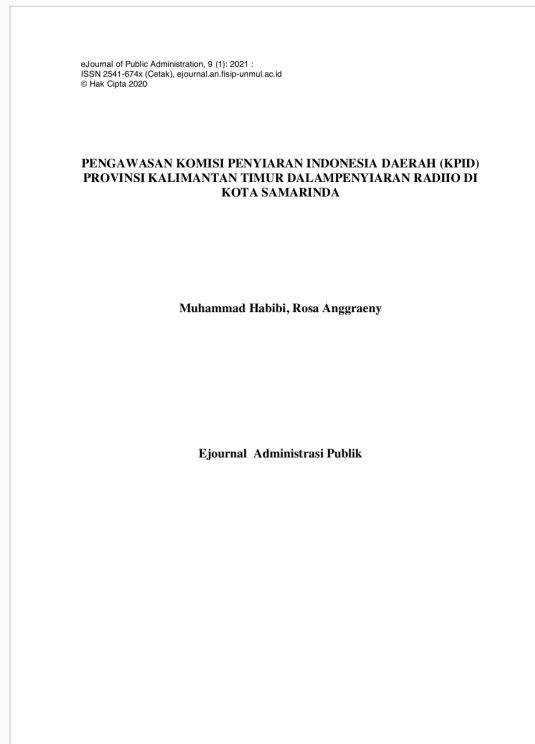 eJournal of Public Administration, 9 (1): 2021 :
ISSN 2541-674x (Cetak), ejournal.an.fisip-unmul.ac.id
© Hak Cipta 2020
PENGAWASAN KOMISI PENYIARAN INDONESIA DAERAH (KPID)
PROVINSI KALIMANTAN TIMUR DALAMPENYIARAN RADIIO DI
KOTA SAMARINDA
Muhammad Habibi, Rosa Anggraeny
Ejournal Administrasi Publik